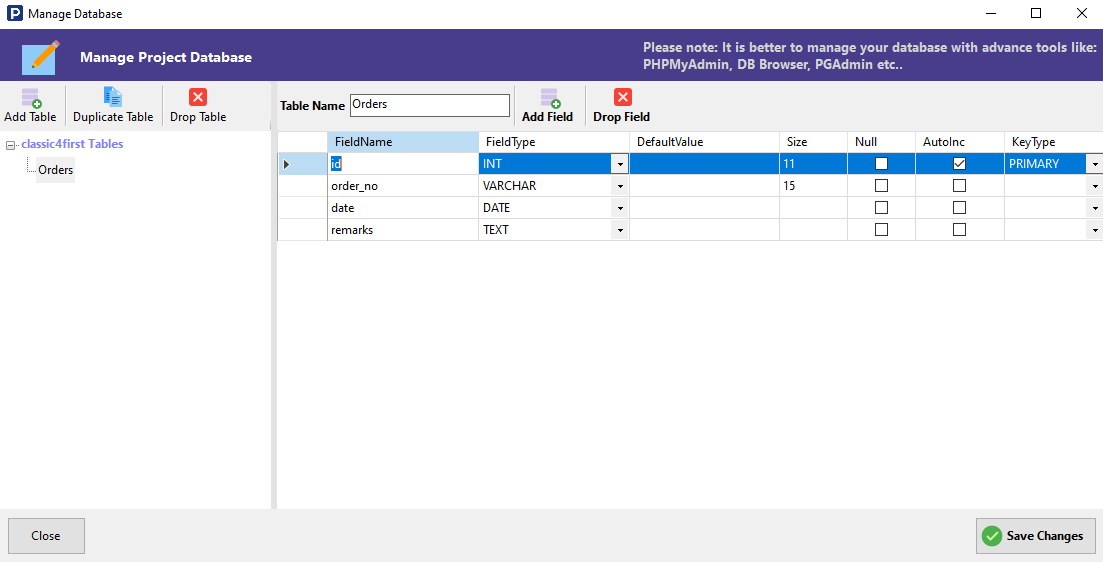 P Manage Database
Manage Project Database
Please note: It is better to manage your database with advance tools like:
PHPMyAdmin, DB Browser, PGAdmin etc..
Add Table Duplicate Table Drop Table
Table Name Orders Add Field Drop Field
classic4first Tables
Orders
FieldName FieldType DefaultValue Size Null AutoInc KeyType
id INT 11 PRIMARY
order_no VARCHAR 15
date DATE
remarks TEXT
Close Save Changes